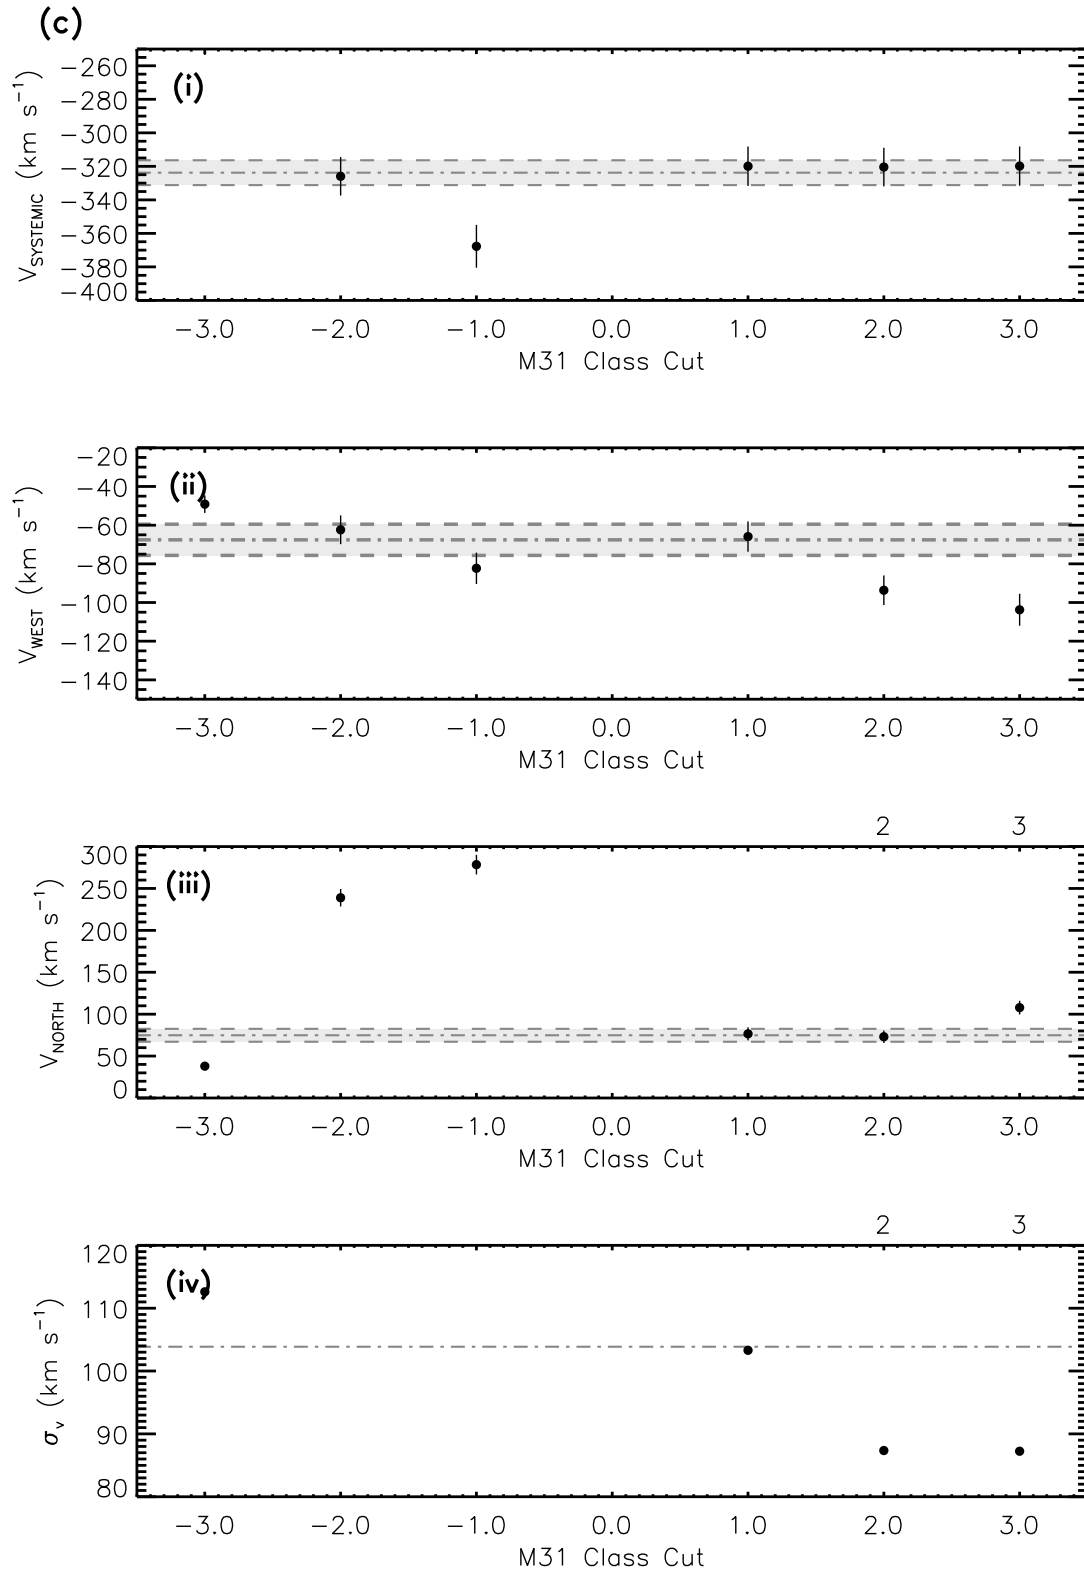 (c)
(i)
V_SYSTEMIC (km s⁻¹)
−260
−280
−300
−320
−340
−360
−380
−400
−3.0 −2.0 −1.0 0.0 1.0 2.0 3.0
M31 Class Cut
(ii)
V_WEST (km s⁻¹)
−20
−40
−60
−80
−100
−120
−140
−3.0 −2.0 −1.0 0.0 1.0 2.0 3.0
M31 Class Cut
2 3
(iii)
V_NORTH (km s⁻¹)
300
250
200
150
100
50
0
−3.0 −2.0 −1.0 0.0 1.0 2.0 3.0
M31 Class Cut
2 3
(iv)
σ_v (km s⁻¹)
120
110
100
90
80
−3.0 −2.0 −1.0 0.0 1.0 2.0 3.0
M31 Class Cut